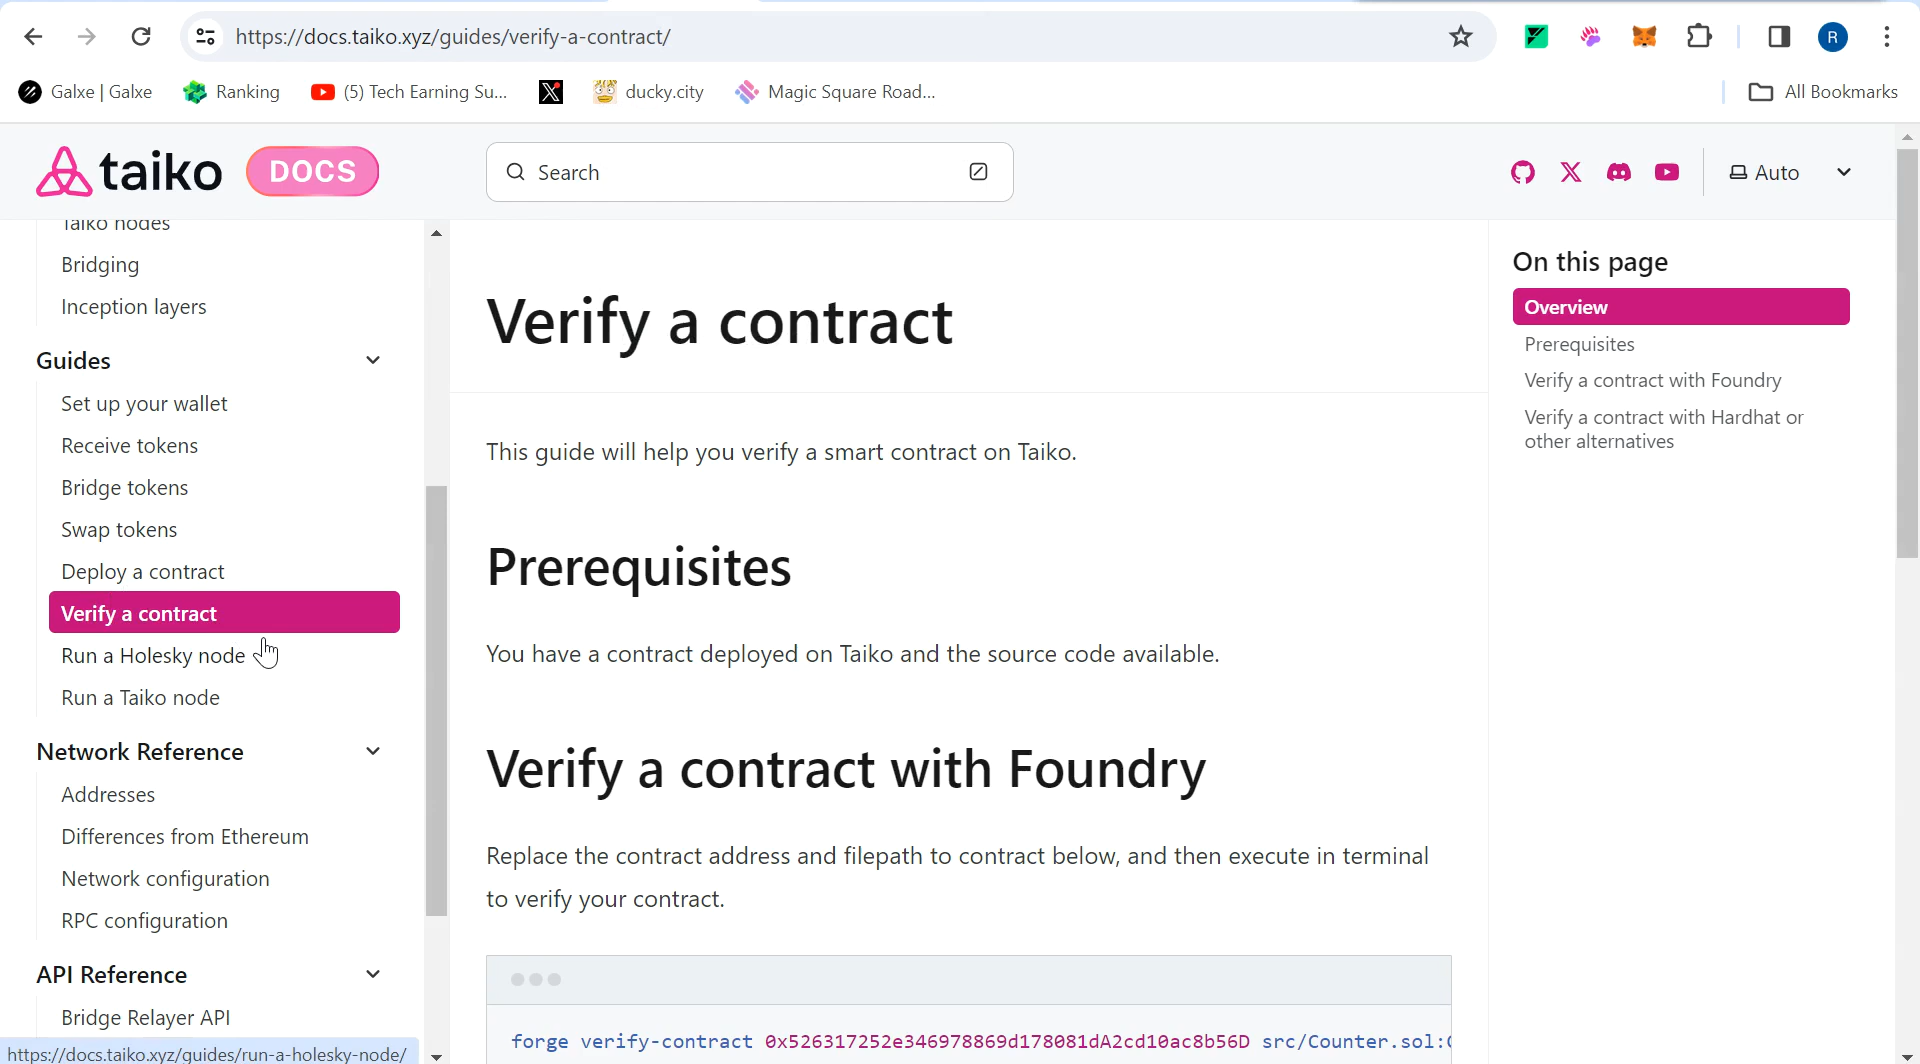 https://docs.taiko.xyz/guides/verify-a-contract/
R
Galxe | Galxe
Ranking
(5) Tech Earning Su...
ducky.city
Magic Square Road...
All Bookmarks
taiko
DOCS
Search
Auto
Taiko nodes
Bridging
Inception layers
Guides
Set up your wallet
Receive tokens
Bridge tokens
Swap tokens
Deploy a contract
Verify a contract
Run a Holesky node
Run a Taiko node
Network Reference
Addresses
Differences from Ethereum
Network configuration
RPC configuration
API Reference
Bridge Relayer API
https://docs.taiko.xyz/guides/run-a-holesky-node/
Verify a contract
This guide will help you verify a smart contract on Taiko.
Prerequisites
You have a contract deployed on Taiko and the source code available.
Verify a contract with Foundry
Replace the contract address and filepath to contract below, and then execute in terminal
to verify your contract.
forge verify-contract 0x526317252e346978869d178081dA2cd10ac8b56D src/Counter.sol:
On this page
Overview
Prerequisites
Verify a contract with Foundry
Verify a contract with Hardhat or
other alternatives